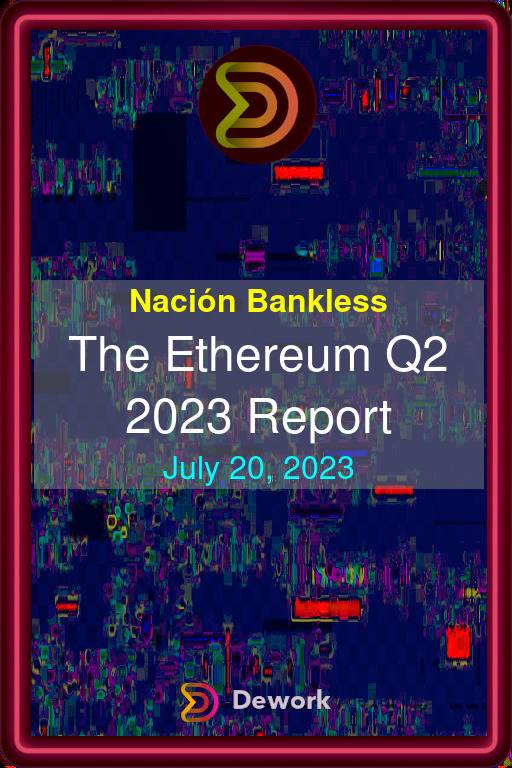 Nación Bankless
The Ethereum Q2
2023 Report
July 20, 2023
Dework